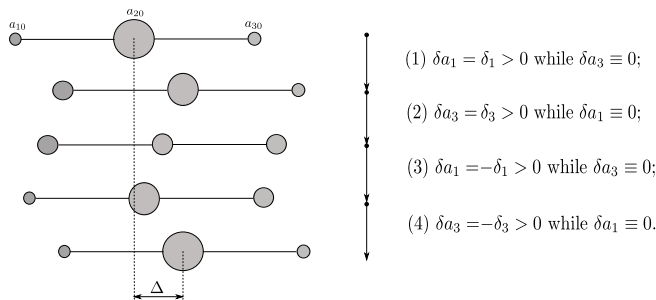 a₁₀ a₂₀ a₃₀
(1) δa₁ = δ₁ > 0 while δa₃ ≡ 0;
(2) δa₃ = δ₃ > 0 while δa₁ ≡ 0;
(3) δa₁ = −δ₁ > 0 while δa₃ ≡ 0;
(4) δa₃ = −δ₃ > 0 while δa₁ ≡ 0.
Δ